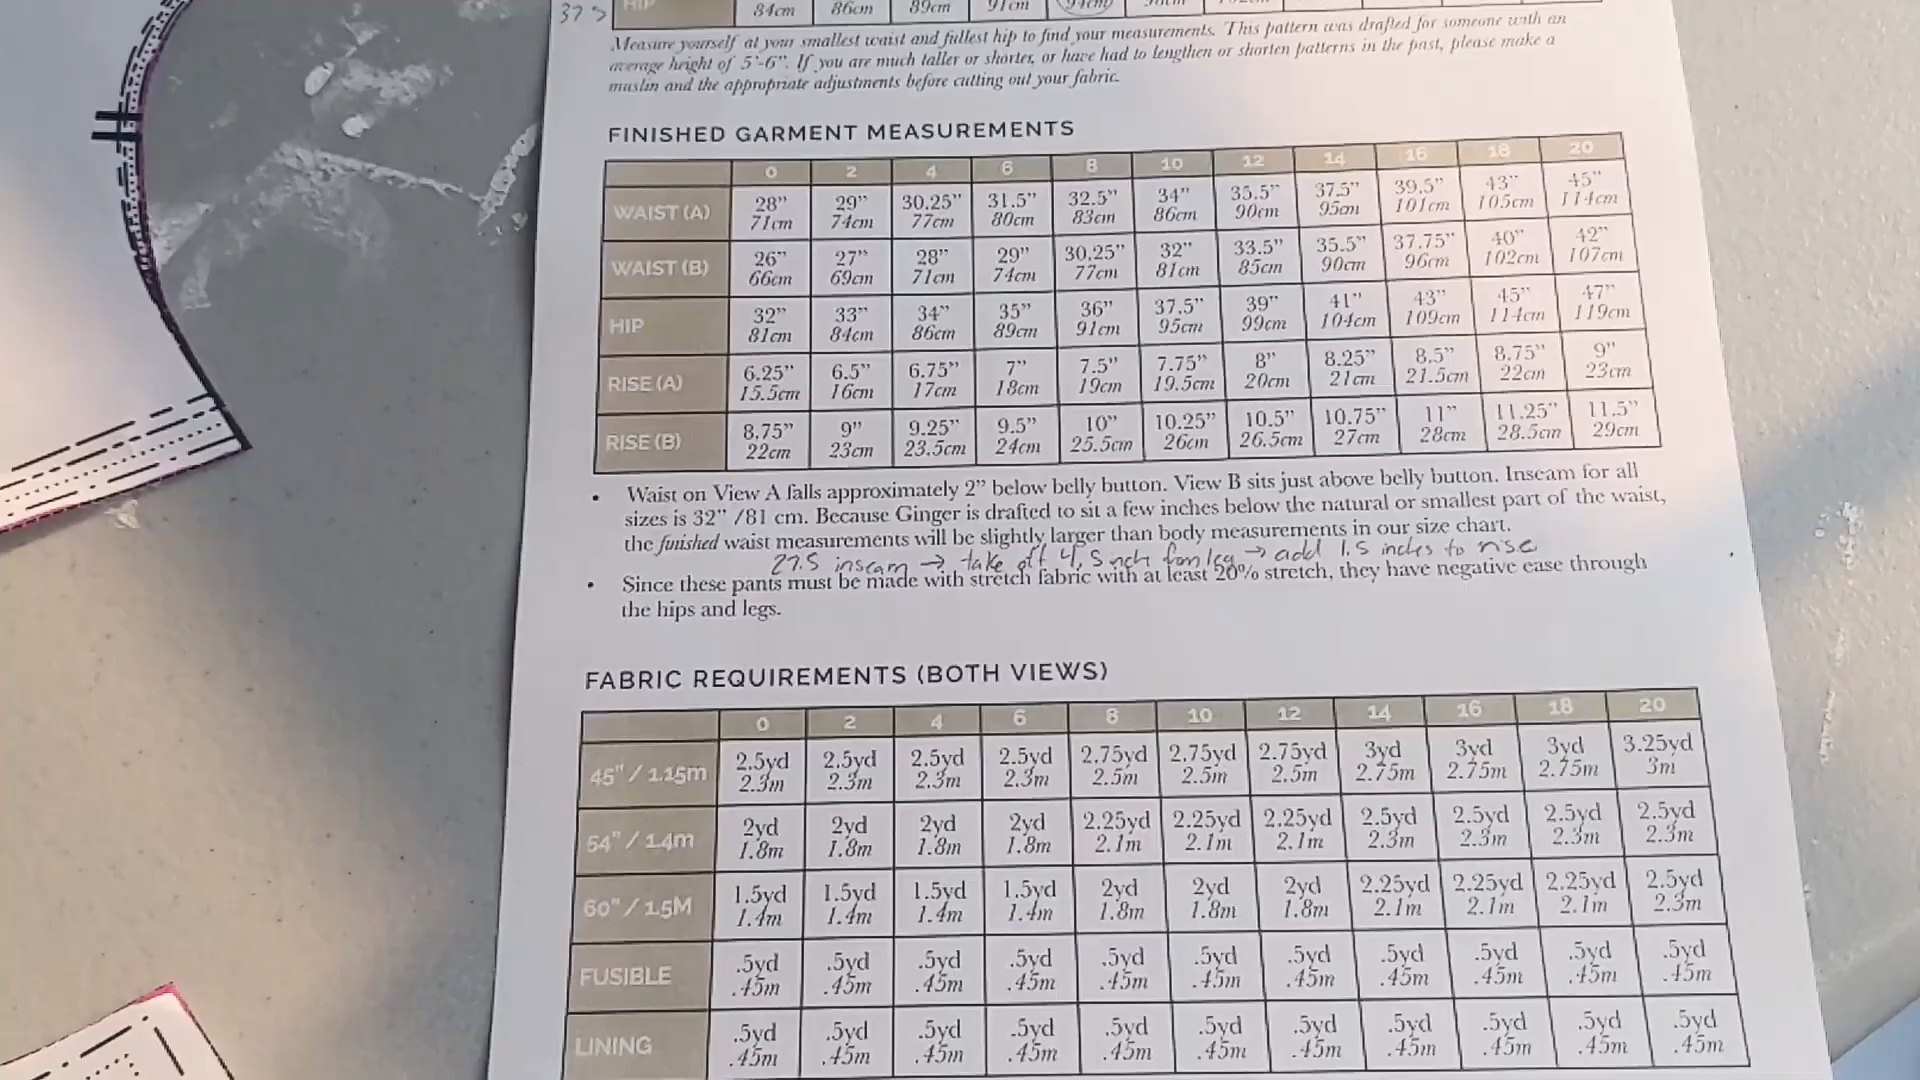 37.5 HIP 84cm 86cm 89cm 91cm 94cm
Measure yourself at your smallest waist and fullest hip to find your measurements. This pattern was drafted for someone with an
average height of 5'-6". If you are much taller or shorter, or have had to lengthen or shorten patterns in the past, please make a
muslin and the appropriate adjustments before cutting out your fabric.
FINISHED GARMENT MEASUREMENTS
0 2 4 6 8 10 12 14 16 18 20
WAIST (A) 28" 29" 30.25" 31.5" 32.5" 34" 35.5" 37.5" 39.5" 43" 45"
71cm 74cm 77cm 80cm 83cm 86cm 90cm 95cm 101cm 105cm 114cm
WAIST (B) 26" 27" 28" 29" 30.25" 32" 33.5" 35.5" 37.75" 40" 42"
66cm 69cm 71cm 74cm 77cm 81cm 85cm 90cm 96cm 102cm 107cm
HIP 32" 33" 34" 35" 36" 37.5" 39" 41" 43" 45" 47"
81cm 84cm 86cm 89cm 91cm 95cm 99cm 104cm 109cm 114cm 119cm
RISE (A) 6.25" 6.5" 6.75" 7" 7.5" 7.75" 8" 8.25" 8.5" 8.75" 9"
15.5cm 16cm 17cm 18cm 19cm 19.5cm 20cm 21cm 21.5cm 22cm 23cm
RISE (B) 8.75" 9" 9.25" 9.5" 10" 10.25" 10.5" 10.75" 11" 11.25" 11.5"
22cm 23cm 23.5cm 24cm 25.5cm 26cm 26.5cm 27cm 28cm 28.5cm 29cm
• Waist on View A falls approximately 2" below belly button. View B sits just above belly button. Inseam for all
sizes is 32" /81 cm. Because Ginger is drafted to sit a few inches below the natural or smallest part of the waist,
the finished waist measurements will be slightly larger than body measurements in our size chart.
27.5 inseam → take off 4.5 inch from leg → add 1.5 inches to rise
• Since these pants must be made with stretch fabric with at least 20% stretch, they have negative ease through
the hips and legs.
FABRIC REQUIREMENTS (BOTH VIEWS)
0 2 4 6 8 10 12 14 16 18 20
45" / 1.15m 2.5yd 2.5yd 2.5yd 2.5yd 2.75yd 2.75yd 2.75yd 3yd 3yd 3yd 3.25yd
2.3m 2.3m 2.3m 2.3m 2.5m 2.5m 2.5m 2.75m 2.75m 2.75m 3m
54" / 1.4m 2yd 2yd 2yd 2yd 2.25yd 2.25yd 2.25yd 2.5yd 2.5yd 2.5yd 2.5yd
1.8m 1.8m 1.8m 1.8m 2.1m 2.1m 2.1m 2.3m 2.3m 2.3m 2.3m
60" / 1.5M 1.5yd 1.5yd 1.5yd 1.5yd 2yd 2yd 2yd 2.25yd 2.25yd 2.25yd 2.5yd
1.4m 1.4m 1.4m 1.4m 1.8m 1.8m 1.8m 2.1m 2.1m 2.1m 2.3m
FUSIBLE .5yd .5yd .5yd .5yd .5yd .5yd .5yd .5yd .5yd .5yd .5yd
.45m .45m .45m .45m .45m .45m .45m .45m .45m .45m .45m
LINING .5yd .5yd .5yd .5yd .5yd .5yd .5yd .5yd .5yd .5yd .5yd
.45m .45m .45m .45m .45m .45m .45m .45m .45m .45m .45m